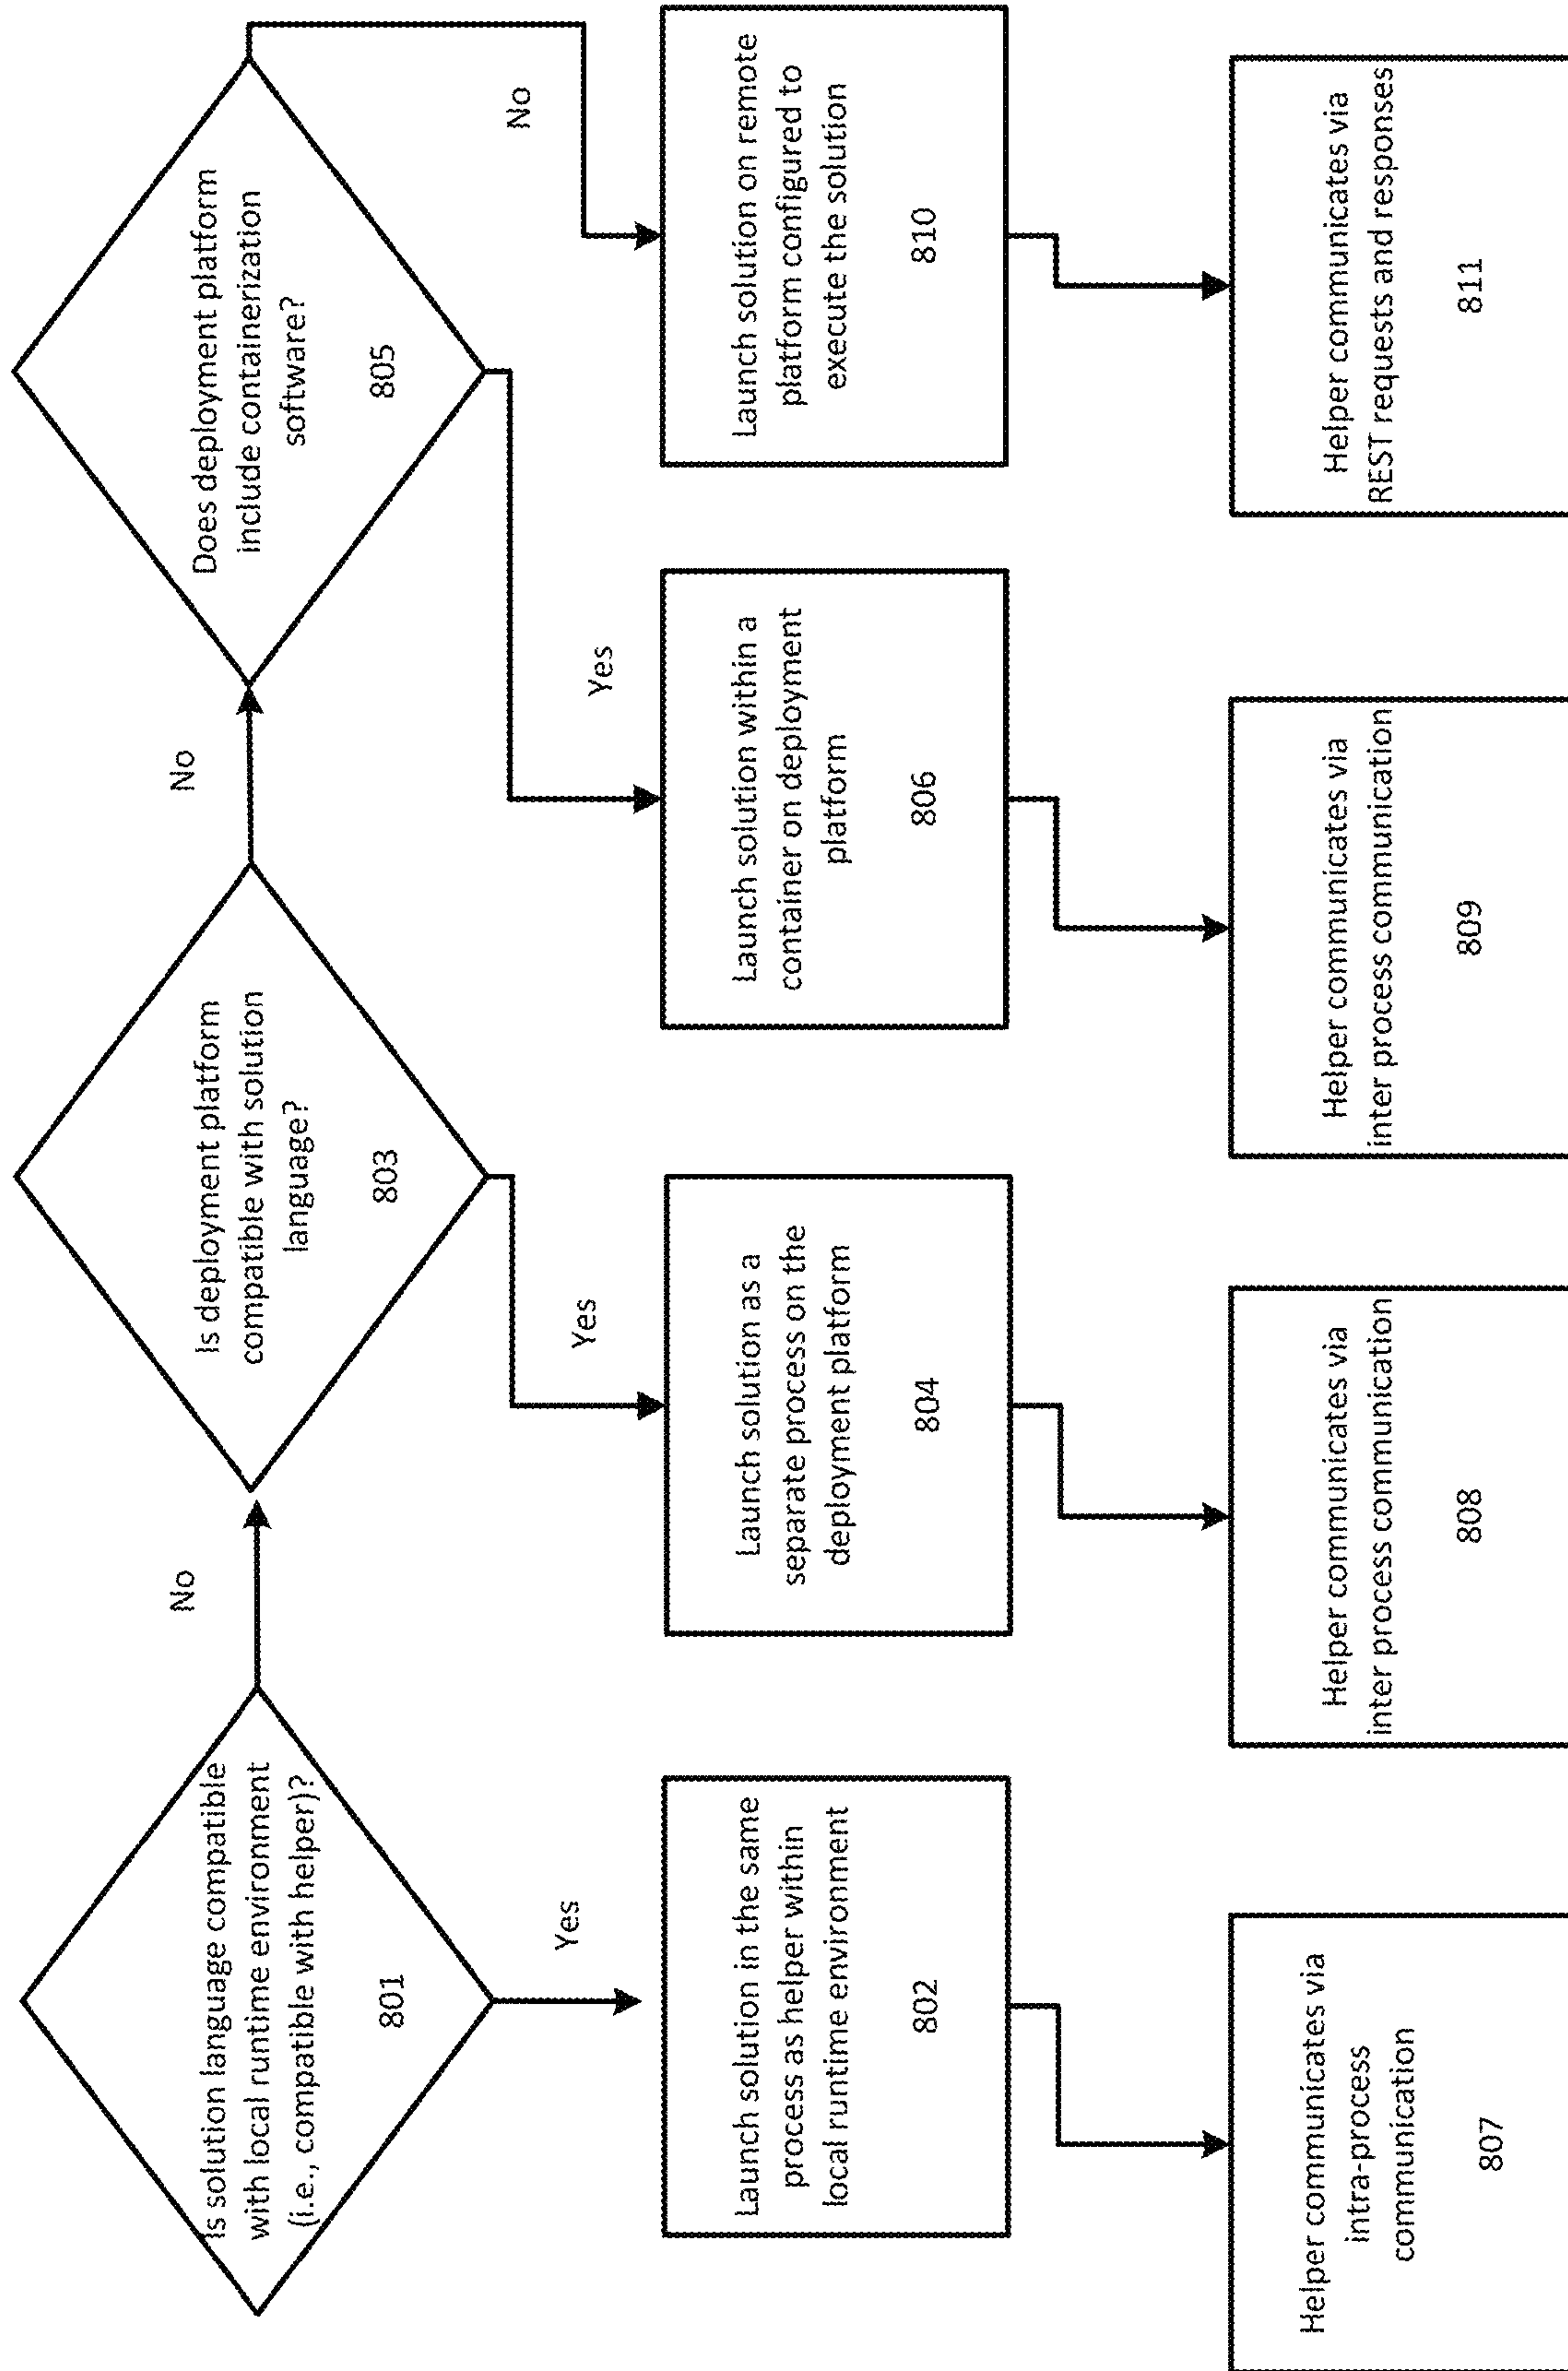 Is solution language compatible
with local runtime environment
(i.e., compatible with helper)?
801
No
Is deployment platform
compatible with solution
language?
803
No
Does deployment platform
include containerization
software?
805
Yes
Yes
Yes
No
Launch solution in the same
process as helper within
local runtime environment
802
Launch solution as a
separate process on the
deployment platform
804
Launch solution within a
container on deployment
platform
806
Launch solution on remote
platform configured to
execute the solution
810
Helper communicates via
intra-process
communication
807
Helper communicates via
inter process communication
808
Helper communicates via
inter process communication
809
Helper communicates via
REST requests and responses
811